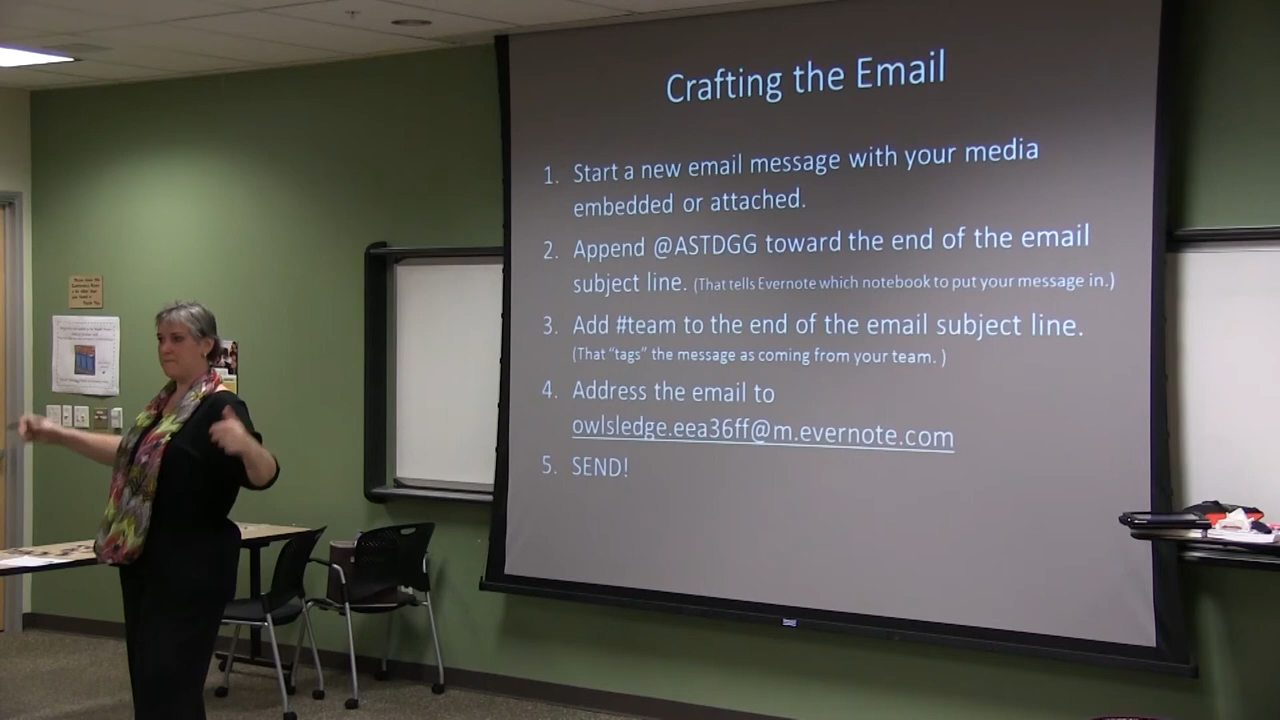 Crafting the Email
1. Start a new email message with your media
embedded or attached.
2. Append @ASTDGG toward the end of the email
subject line. (That tells Evernote which notebook to put your message in.)
3. Add #team to the end of the email subject line.
(That “tags” the message as coming from your team. )
4. Address the email to
owlsledge.eea36ff@m.evernote.com
5. SEND!